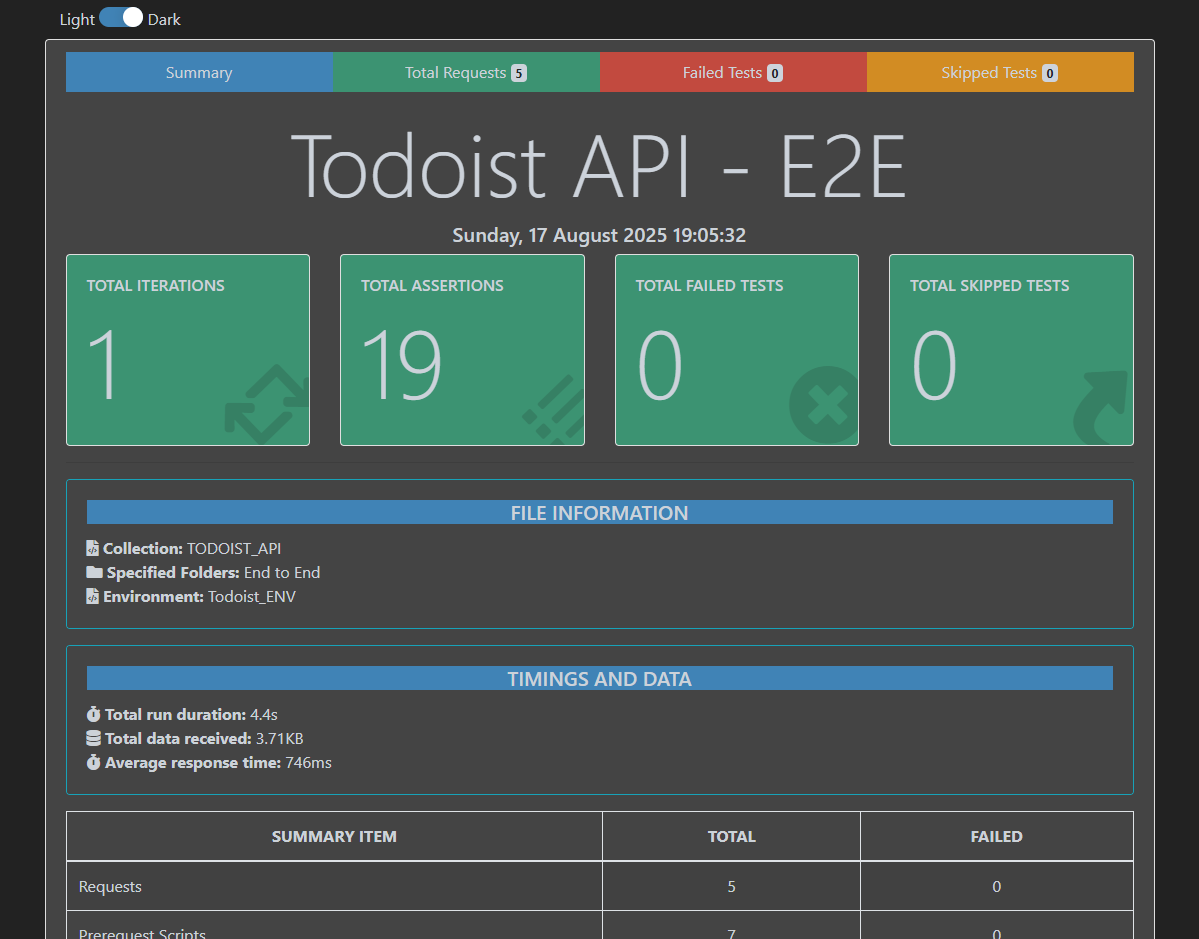 Light Dark
Summary Total Requests 5 Failed Tests 0 Skipped Tests 0
Todoist API - E2E
Sunday, 17 August 2025 19:05:32
TOTAL ITERATIONS TOTAL ASSERTIONS TOTAL FAILED TESTS TOTAL SKIPPED TESTS
1 19 0 0
FILE INFORMATION
Collection: TODOIST_API
Specified Folders: End to End
Environment: Todoist_ENV
TIMINGS AND DATA
Total run duration: 4.4s
Total data received: 3.71KB
Average response time: 746ms
SUMMARY ITEM TOTAL FAILED
Requests 5 0
Prerequest Scripts 7 0